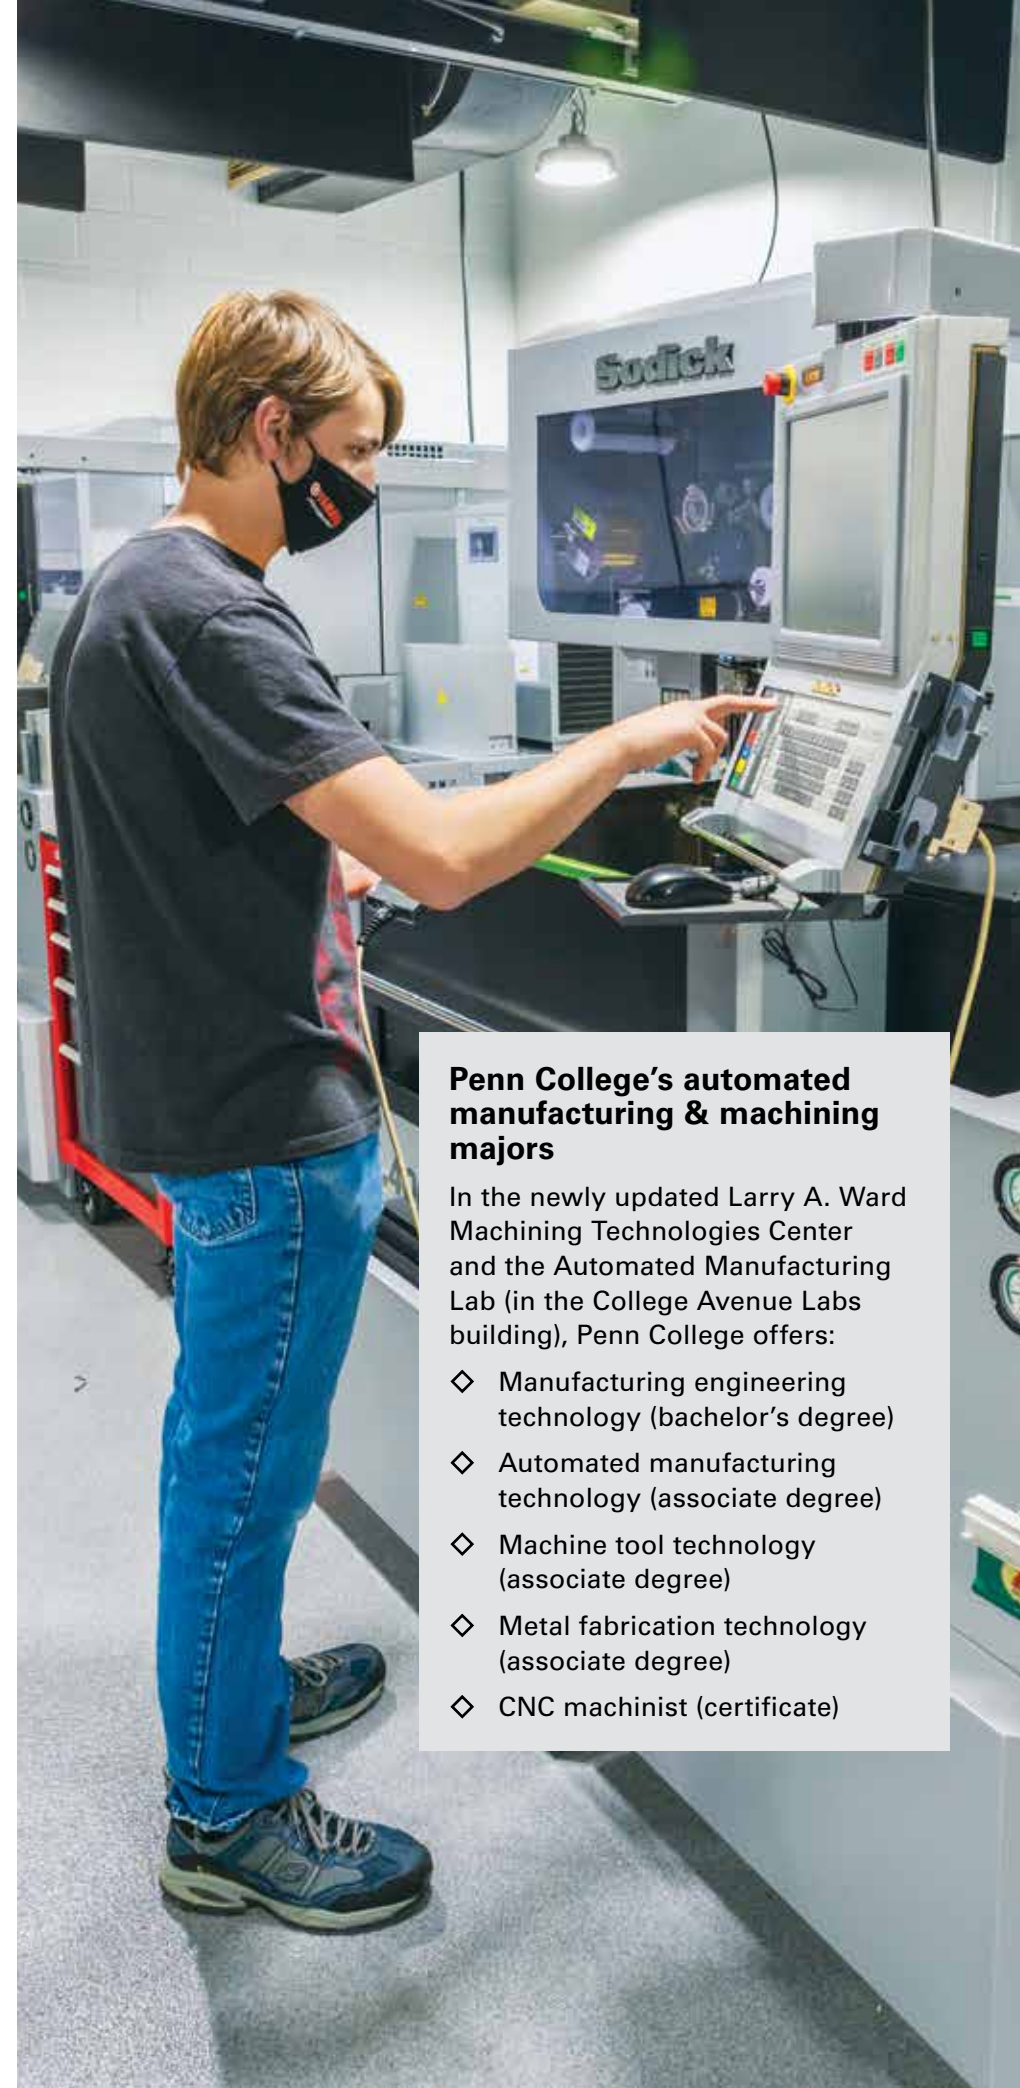 Sodick
Penn College’s automated
manufacturing & machining
majors
In the newly updated Larry A. Ward
Machining Technologies Center
and the Automated Manufacturing
Lab (in the College Avenue Labs
building), Penn College offers:
◇ Manufacturing engineering
technology (bachelor’s degree)
◇ Automated manufacturing
technology (associate degree)
◇ Machine tool technology
(associate degree)
◇ Metal fabrication technology
(associate degree)
◇ CNC machinist (certificate)